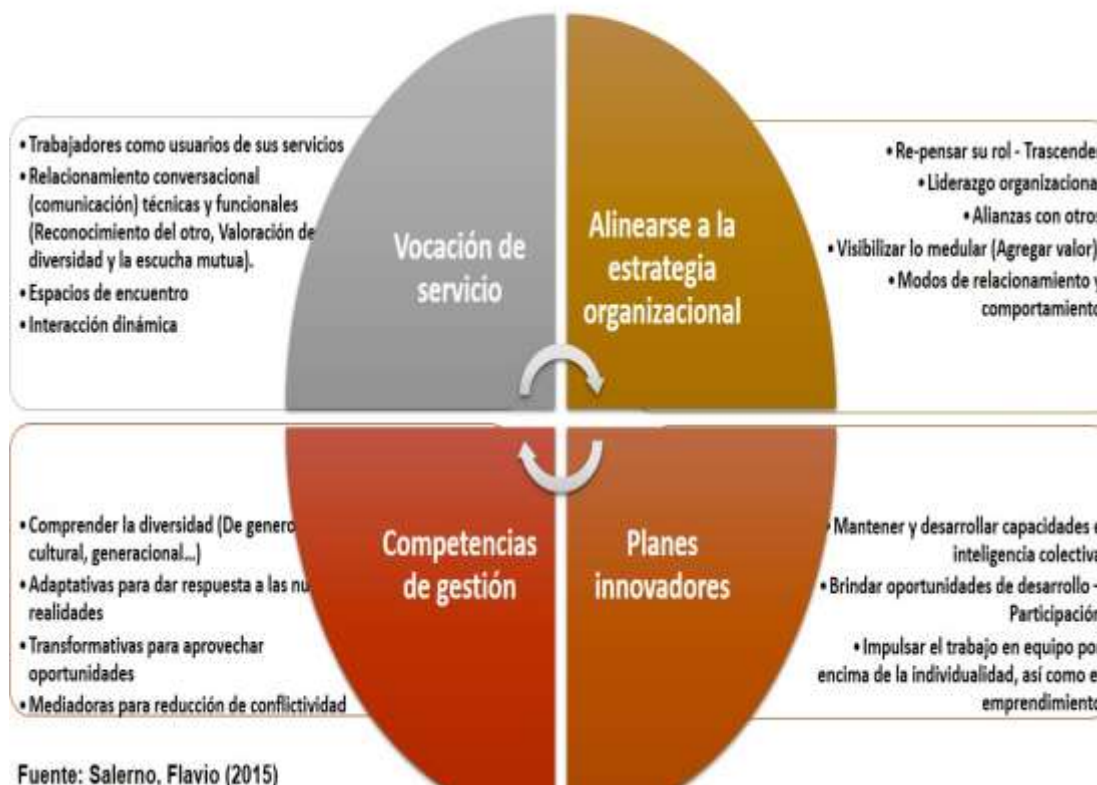 • Trabajadores como usuarios de sus servicios
• Relacionamiento conversacional
(comunicación) técnicas y funcionales
(Reconocimiento del otro, Valoración de
diversidad y la escucha mutua).
• Espacios de encuentro
• Interacción dinámica
Vocación de
servicio
Alinearse a la
estrategia
organizacional
• Re-pensar su rol - Trascende
• Liderazgo organizaciona
• Alianzas con otro
• Visibilizar lo medular (Agregar valor)
• Modos de relacionamiento y
comportamiento
• Comprender la diversidad (De genero
cultural, generacional...)
• Adaptativas para dar respuesta a las nu
realidades
• Transformativas para aprovechar
oportunidades
• Mediadoras para reducción de conflictividad
Competencias
de gestión
Planes
innovadores
• Mantener y desarrollar capacidades e
inteligencia colectiva
• Brindar oportunidades de desarrollo –
Participación
• Impulsar el trabajo en equipo po
encima de la individualidad, así como e
emprendimiento
Fuente: Salerno, Flavio (2015)